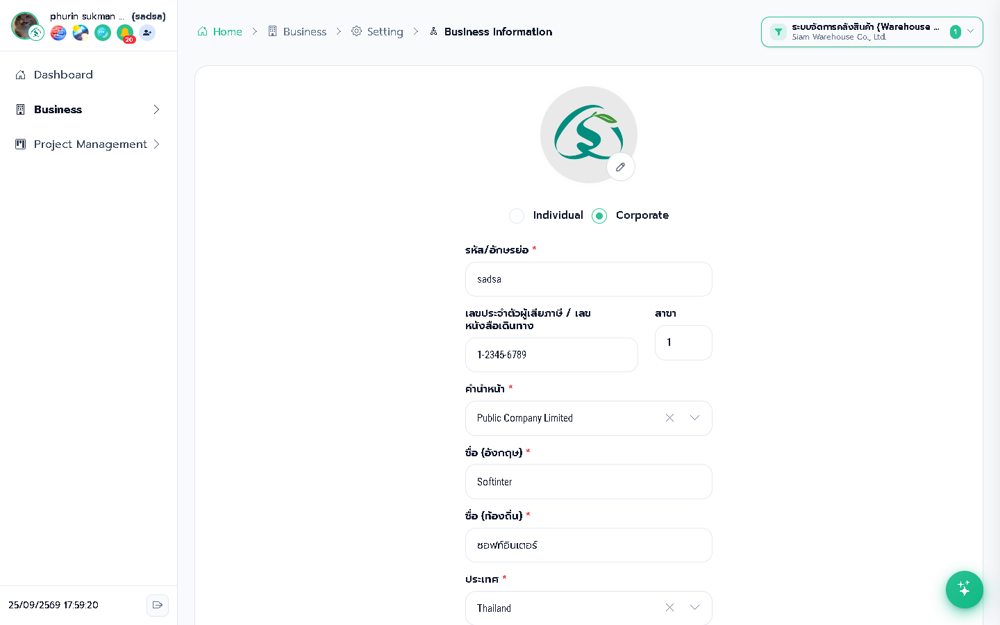 phurin sukman ... (sadsa)
20
Dashboard
Business
Project Management
25/09/2569 17:59:20
Home
Business
Setting
Business Information
ระบบจัดการคลังสินค้า (Warehouse ...
Siam Warehouse Co., Ltd.
1
Individual
Corporate
รหัส/อักษรย่อ *
sadsa
เลขประจำตัวผู้เสียภาษี / เลข
หนังสือเดินทาง
สาขา
1-2345-6789
1
คำนำหน้า *
Public Company Limited
ชื่อ (อังกฤษ) *
Softinter
ชื่อ (ท้องถิ่น) *
ซอฟท์อินเตอร์
ประเทศ *
Thailand